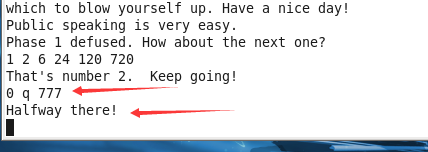 which to blow yourself up. Have a nice day!
Public speaking is very easy.
Phase 1 defused. How about the next one?
1 2 6 24 120 720
That's number 2.  Keep going!
0 q 777
Halfway there!